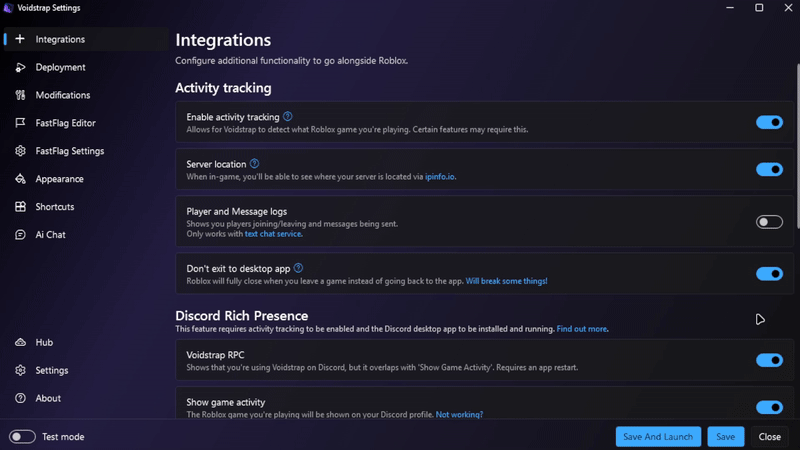 Voidstrap Settings
Integrations
Deployment
Modifications
FastFlag Editor
FastFlag Settings
Appearance
Shortcuts
Ai Chat
Hub
Settings
About
Integrations
Configure additional functionality to go alongside Roblox.
Activity tracking
Enable activity tracking
Allows for Voidstrap to detect what Roblox game you're playing. Certain features may require this.
Server location
When in-game, you'll be able to see where your server is located via ipinfo.io.
Player and Message logs
Shows you players joining/leaving and messages being sent.
Only works with text chat service.
Don't exit to desktop app
Roblox will fully close when you leave a game instead of going back to the app. Will break some things!
Discord Rich Presence
This feature requires activity tracking to be enabled and the Discord desktop app to be installed and running. Find out more.
Voidstrap RPC
Shows that you're using Voidstrap on Discord, but it overlaps with 'Show Game Activity'. Requires an app restart.
Show game activity
The Roblox game you're playing will be shown on your Discord profile. Not working?
Test mode
Save And Launch
Save
Close